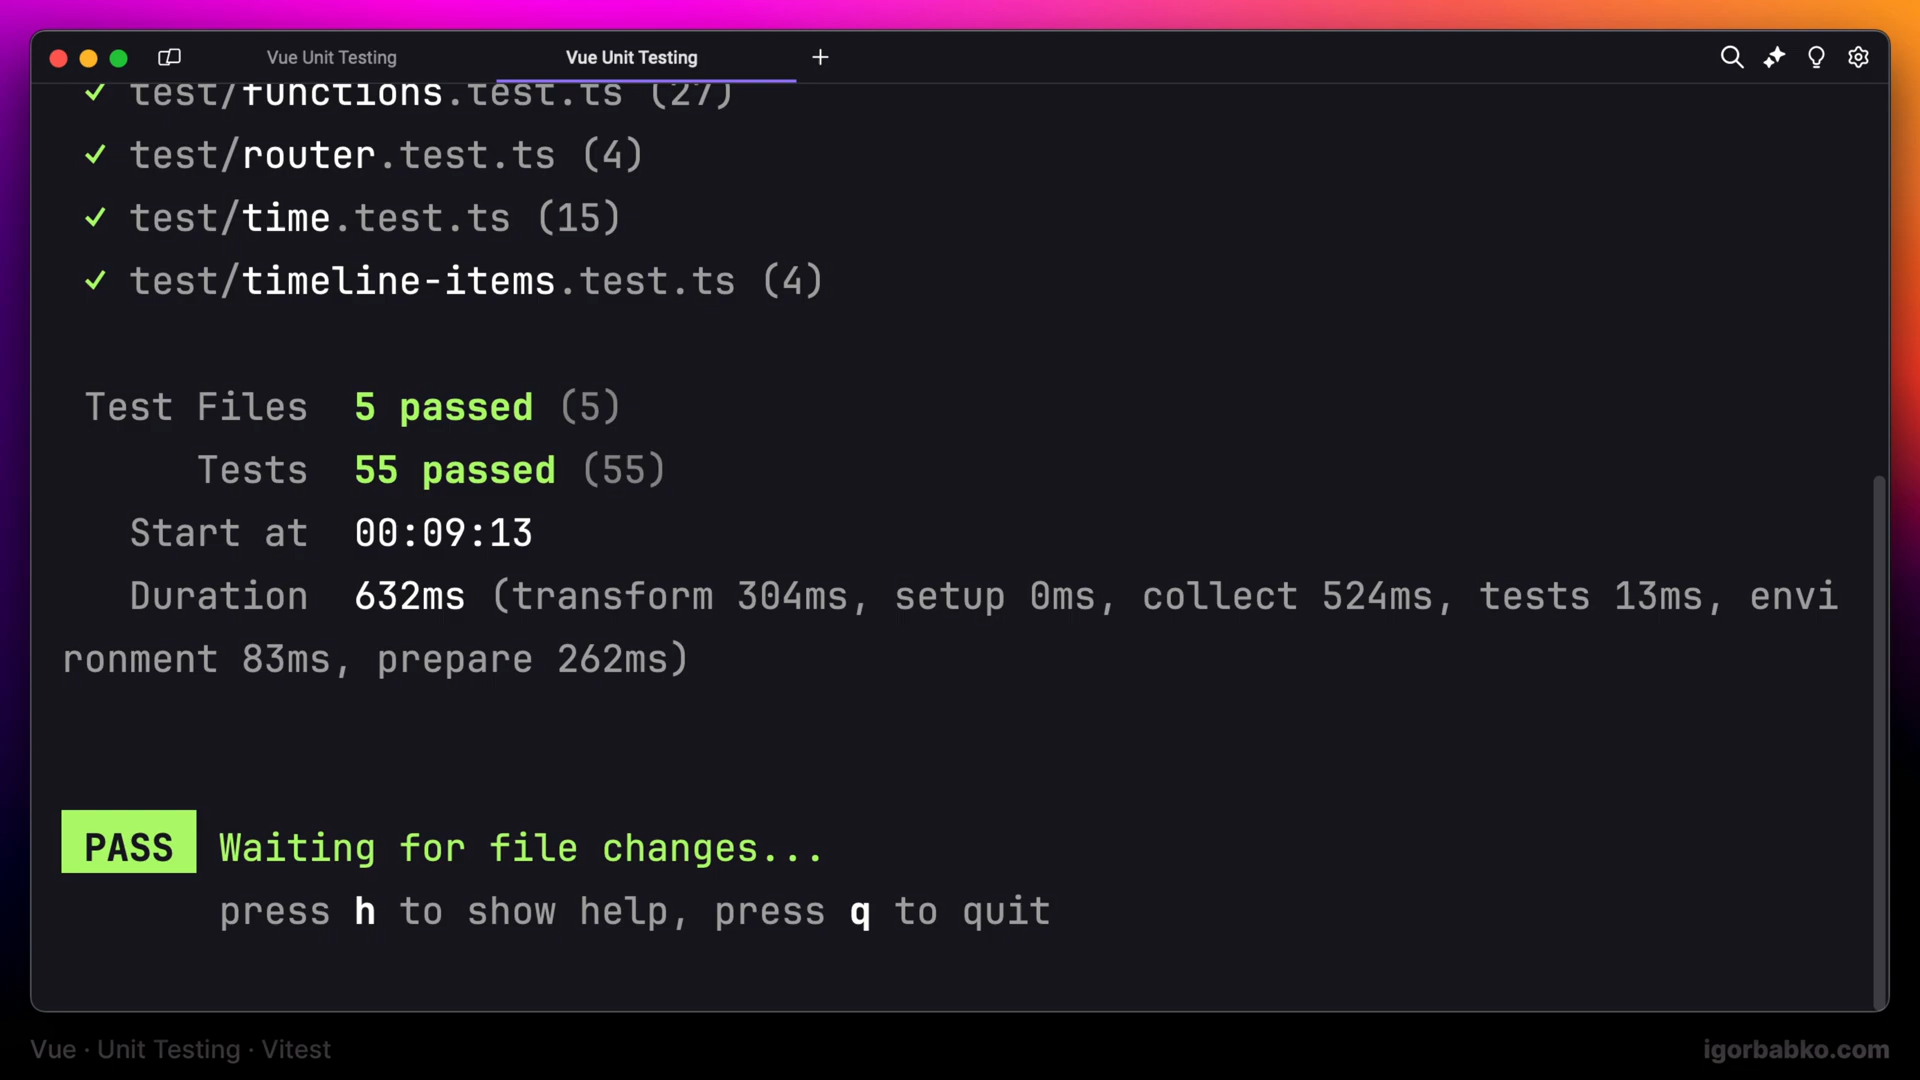 Vue Unit Testing
Vue Unit Testing
✓ test/functions.test.ts (27)
✓ test/router.test.ts (4)
✓ test/time.test.ts (15)
✓ test/timeline-items.test.ts (4)
Test Files 5 passed (5)
Tests 55 passed (55)
Start at 00:09:13
Duration 632ms (transform 304ms, setup 0ms, collect 524ms, tests 13ms, envi
ronment 83ms, prepare 262ms)
PASS Waiting for file changes...
press h to show help, press q to quit
Vue · Unit Testing · Vitest
igorbabko.com